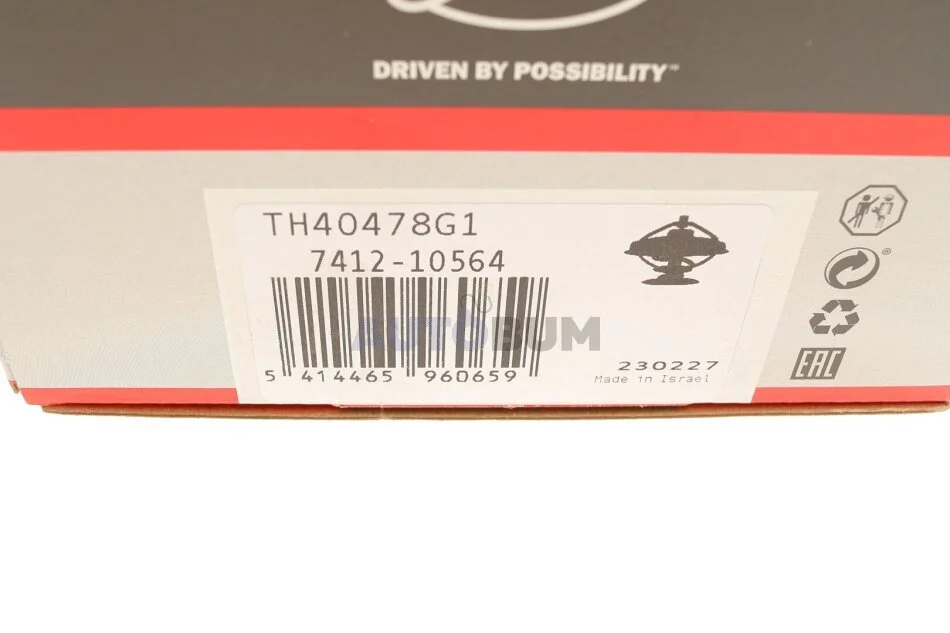 DRIVEN BY POSSIBILITY™
TH40478G1
7412-10564
AUTOBUM
5 414465 960659
230227
Made in Israel
®
EAC